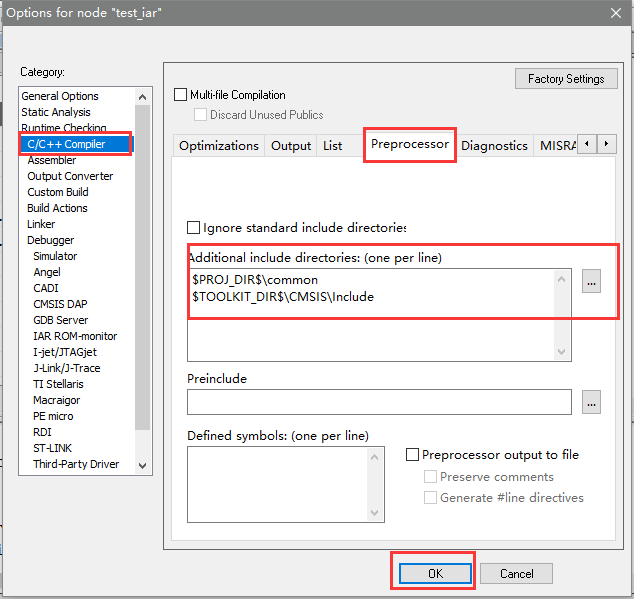 Options for node "test_iar"
Category:
Factory Settings
General Options
Static Analysis
Runtime Checking
C/C++ Compiler
Assembler
Output Converter
Custom Build
Build Actions
Linker
Debugger
Simulator
Angel
CADI
CMSIS DAP
GDB Server
IAR ROM-monitor
I-jet/JTAGjet
J-Link/J-Trace
TI Stellaris
Macraigor
PE micro
RDI
ST-LINK
Third-Party Driver
Multi-file Compilation
Discard Unused Publics
Optimizations Output List Preprocessor Diagnostics MISRA
Ignore standard include directories
Additional include directories: (one per line)
$PROJ_DIR$\common
$TOOLKIT_DIR$\CMSIS\Include
...
Preinclude
...
Defined symbols: (one per line)
Preprocessor output to file
Preserve comments
Generate #line directives
OK Cancel